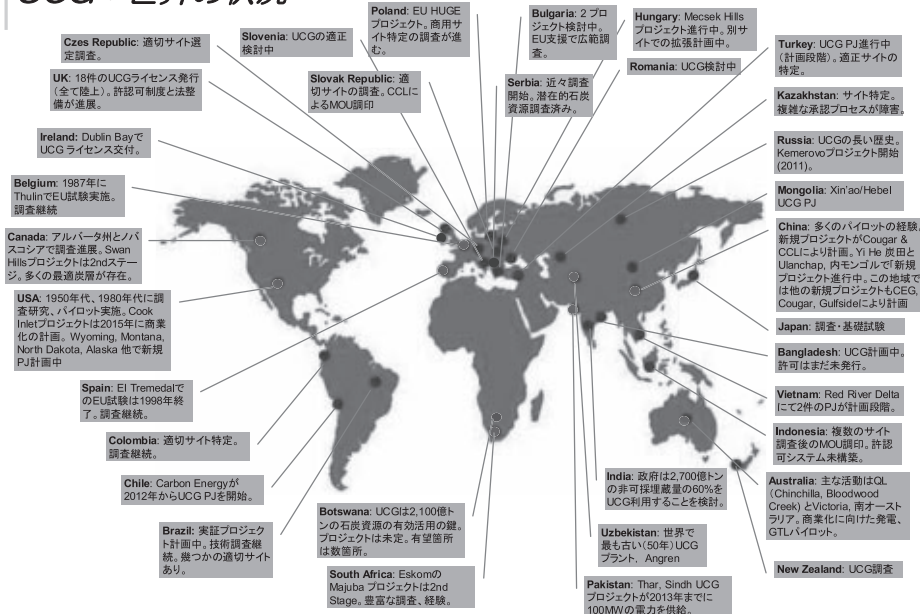 UCG：世界の状況
Poland: EU HUGE
プロジェクト。商用サ
イト特定の調査が進
む。
Bulgaria: 2 プロ
ジェクト検討中。
EU支援で広範調
査。
Hungary: Mecsek Hills
プロジェクト進行中。別サ
イトでの拡張計画中。
Slovenia: UCGの適正
検討中
Czes Republic: 適切サイト選
定調査。
Turkey: UCG PJ進行中
（計画段階）。適正サイトの
特定。
Romania: UCG検討中
UK: 18件のUCGライセンス発行
（全て陸上）。許認可制度と法整
備が進展。
Slovak Republic: 適
切サイトの調査。CCLに
よるMOU調印
Serbia: 近々調査
開始。潜在的石炭
資源調査済み。
Kazakhstan: サイト特定。
複雑な承認プロセスが障害。
Ireland: Dublin Bayで
UCG ライセンス交付。
Russia: UCGの長い歴史。
Kemerovoプロジェクト開始
(2011)。
Belgium: 1987年に
ThulinでEU試験実施。
調査継続
Mongolia: Xin'ao/Hebel
UCG PJ
Canada: アルバータ州とノバ
スコシアで調査進展。Swan
Hillsプロジェクトは2ndステー
ジ。多くの最適炭層が存在。
China: 多くのパイロットの経験。
新規プロジェクトがCougar &
CCLにより計画。Yi He 炭田と
Ulanchap, 内モンゴルで「新規
プロジェクト進行中。この地域で
は他の新規プロジェクトもCEG,
Cougar, Gulfsideにより計画
USA: 1950年代、1980年代に調
査研究、パイロット実施。Cook
Inletプロジェクトは2015年に商業
化の計画。 Wyoming, Montana,
North Dakota, Alaska 他で新規
PJ計画中
Japan: 調査・基礎試験
Bangladesh: UCG計画中。
許可はまだ未発行。
Spain: El Tremedalで
のEU試験は1998年終
了。調査継続。
Vietnam: Red River Delta
にて2件のPJが計画段階。
Colombia: 適切サイト特定。
調査継続。
Indonesia: 複数のサイト
調査後のMOU調印。許認
可システム未構築。
Chile: Carbon Energyが
2012年からUCG PJを開始。
India: 政府は2,700億トン
の非可採埋蔵量の60%を
UCG利用することを検討。
Australia: 主な活動はQL
(Chinchilla, Bloodwood
Creek) とVictoria, 南オースト
ラリア。商業化に向けた発電、
GTLパイロット。
Botswana: UCGは2,100億ト
ンの石炭資源の有効活用の鍵。
プロジェクトは未定。有望箇所
は数箇所。
Brazil: 実証プロジェク
ト計画中。技術調査継
続。幾つかの適切サイト
あり。
Uzbekistan: 世界で
最も古い（50年）UCG
プラント，Angren
South Africa: Eskomの
Majuba プロジェクトは2nd
Stage。豊富な調査、経験。
New Zealand: UCG調査
Pakistan: Thar, Sindh UCG
プロジェクトが2013年までに
100MWの電力を供給。